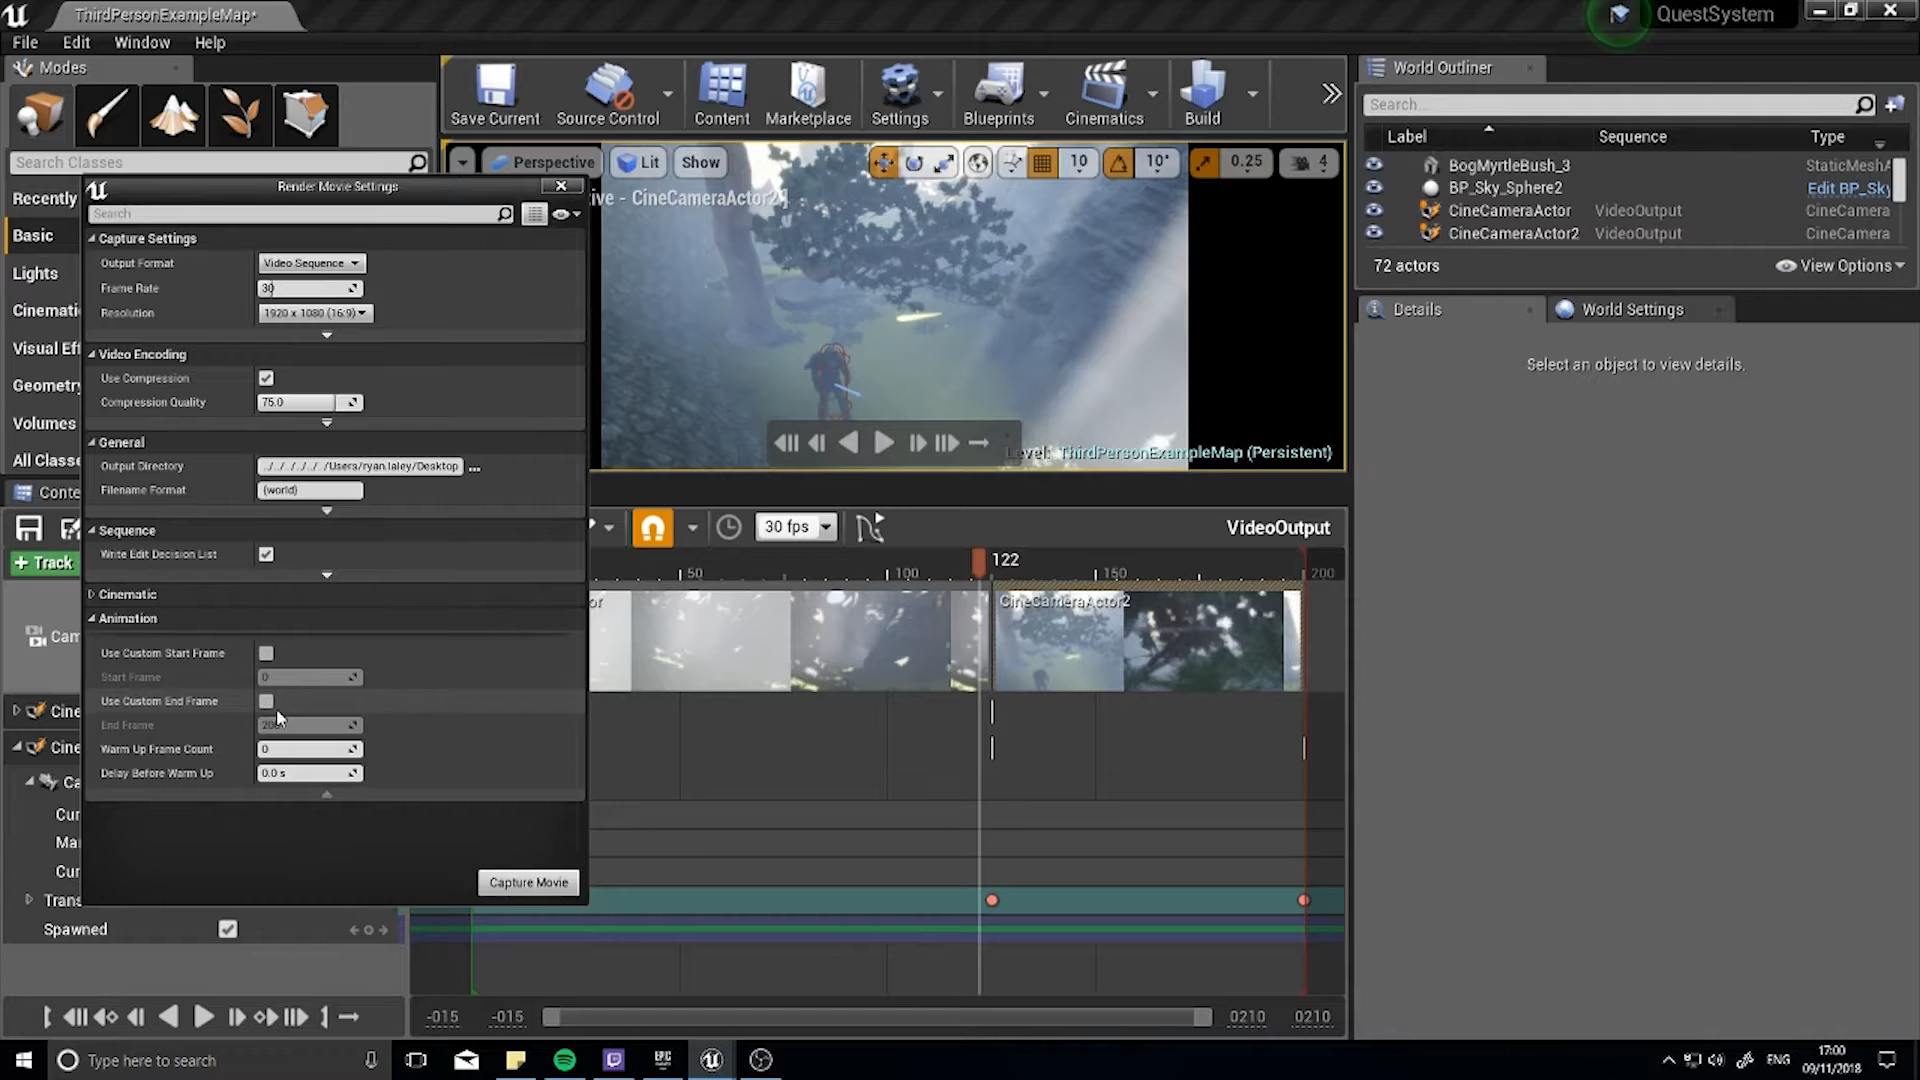 ThirdPersonExampleMap*
QuestSystem
File Edit Window Help
Modes
Search Classes
Recently
Basic
Lights
Cinemati
Visual Eff
Geometry
Volumes
All Classe
Save Current Source Control Content Marketplace Settings Blueprints Cinematics Build
Perspective Lit Show 10 10° 0.25 4
tive - CineCameraActor2 ]
Level: ThirdPersonExampleMap (Persistent)
World Outliner
Search...
Label Sequence Type
BogMyrtleBush_3 StaticMeshA
BP_Sky_Sphere2 Edit BP_Sky
CineCameraActor VideoOutput CineCamera
CineCameraActor2 VideoOutput CineCamera
72 actors View Options
Details World Settings
Select an object to view details.
Render Movie Settings
Search
Capture Settings
Output Format Video Sequence
Frame Rate 30
Resolution 1920 x 1080 (16:9)
Video Encoding
Use Compression
Compression Quality 75.0
General
Output Directory ../../../../../../Users/ryan.laley/Desktop ...
Filename Format {world}
Sequence
Write Edit Decision List
Cinematic
Animation
Use Custom Start Frame
Start Frame 0
Use Custom End Frame
End Frame
Warm Up Frame Count 0
Delay Before Warm Up 0.0 s
Capture Movie
Conte
30 fps VideoOutput
+ Track
50 100 122 150 200
Cam
or CineCameraActor2
Cine
Cine
Ca
Cur
Ma
Cur
Trans
Spawned
-015 -015 0210 0210
Type here to search
EPIC
ENG 17:00
09/11/2018